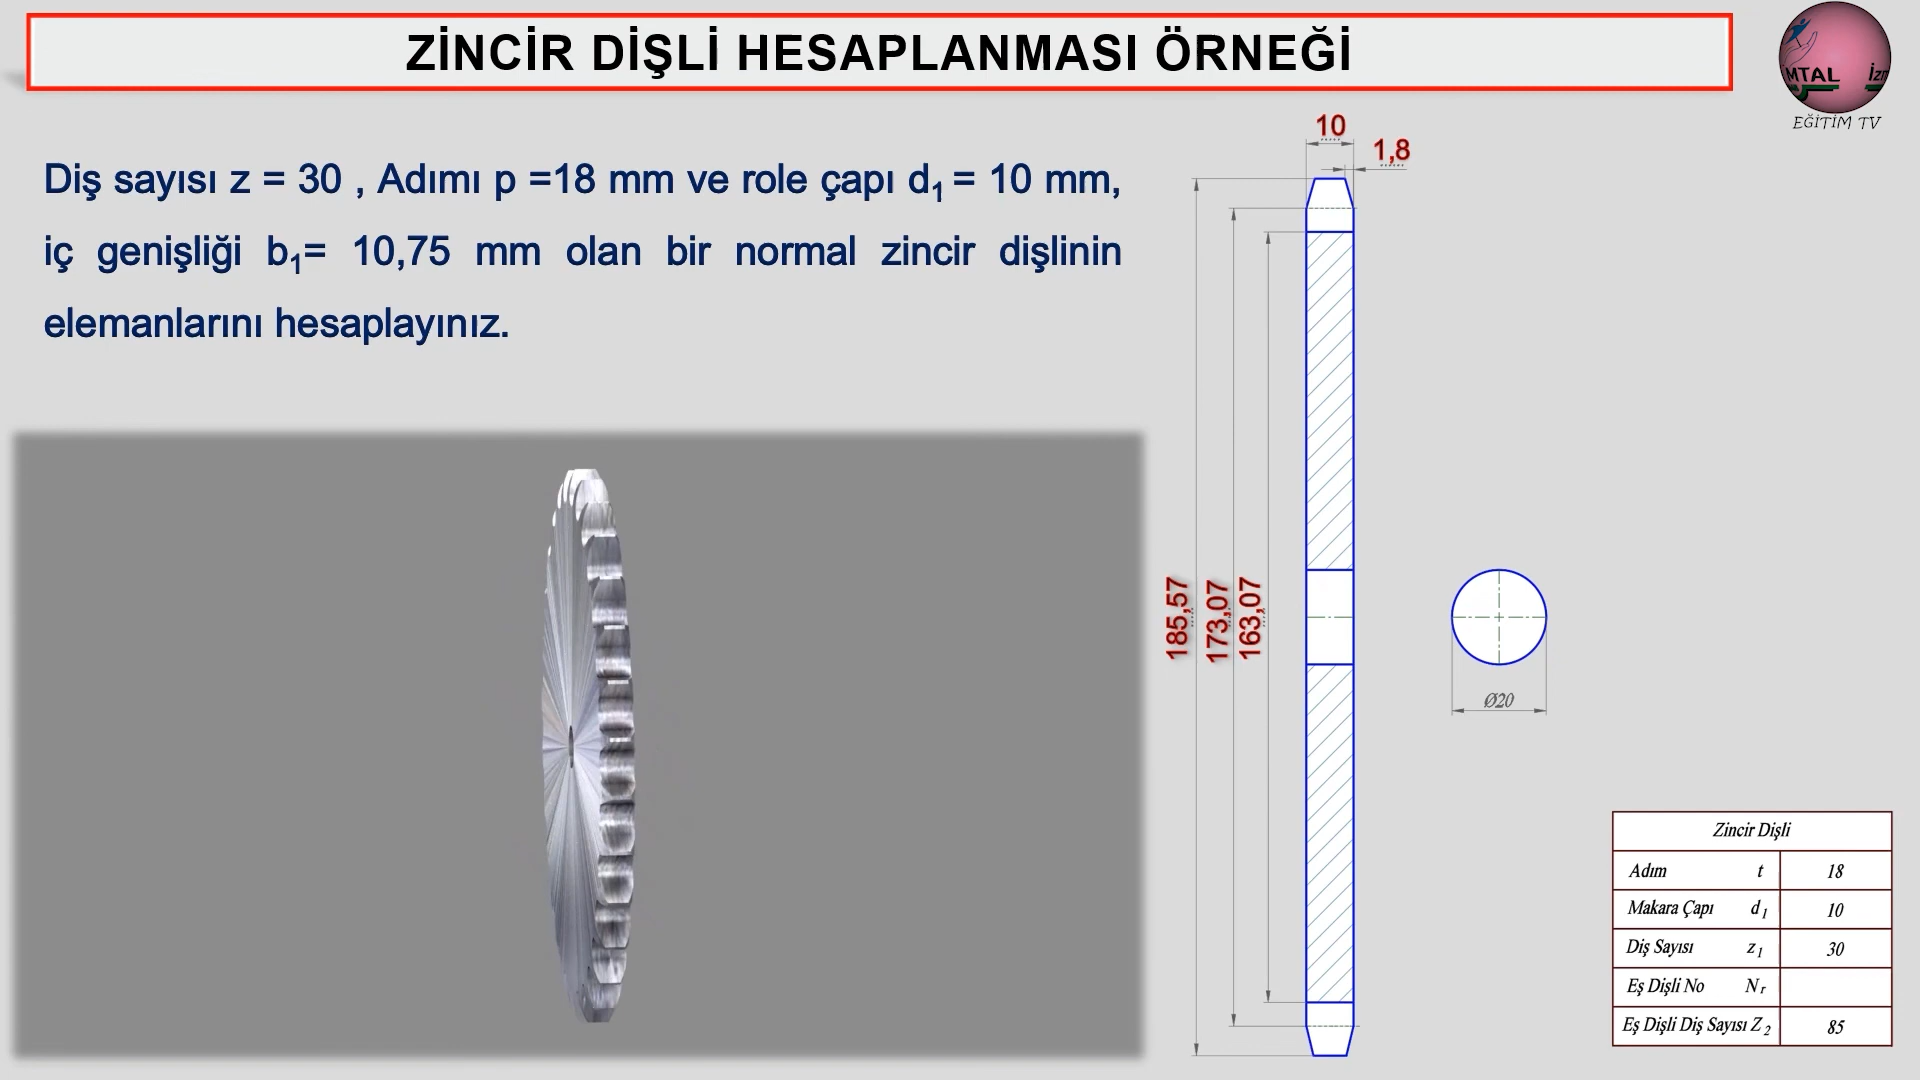 ZİNCİR DİŞLİ HESAPLANMASI ÖRNEĞİ
MTAL İzm
EĞİTİM TV
Diş sayısı z = 30 , Adımı p =18 mm ve role çapı d₁ = 10 mm,
iç genişliği b₁= 10,75 mm olan bir normal zincir dişlinin
elemanlarını hesaplayınız.
10
1,8
185,57
173,07
163,07
Ø20
Zincir Dişli
Adım t 18
Makara Çapı d₁ 10
Diş Sayısı z₁ 30
Eş Dişli No Nᵣ
Eş Dişli Diş Sayısı Z₂ 85